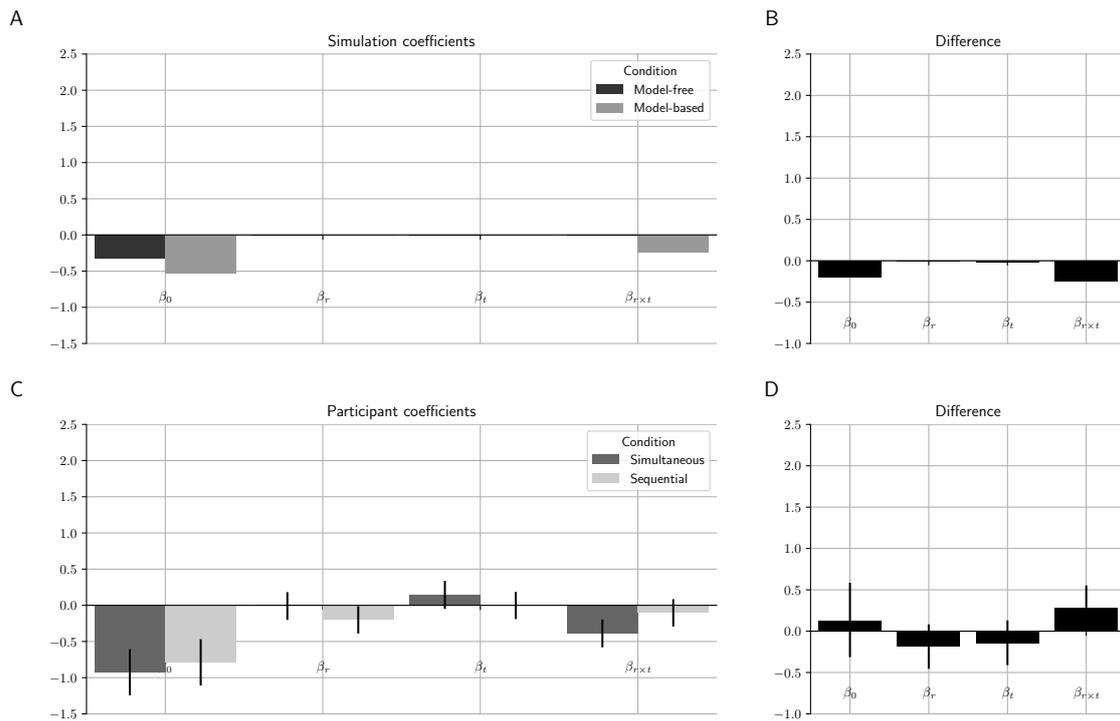 A
Simulation coefficients
2.5
2.0
1.5
1.0
0.5
0.0
−0.5
−1.0
−1.5
Condition
Model-free
Model-based
β0
βr
βt
βr×t
B
Difference
2.5
2.0
1.5
1.0
0.5
0.0
−0.5
−1.0
β0
βr
βt
βr×t
C
Participant coefficients
2.5
2.0
1.5
1.0
0.5
0.0
−0.5
−1.0
−1.5
Condition
Simultaneous
Sequential
0
βr
βt
βr×t
D
Difference
2.5
2.0
1.5
1.0
0.5
0.0
−0.5
−1.0
β0
βr
βt
βr×t